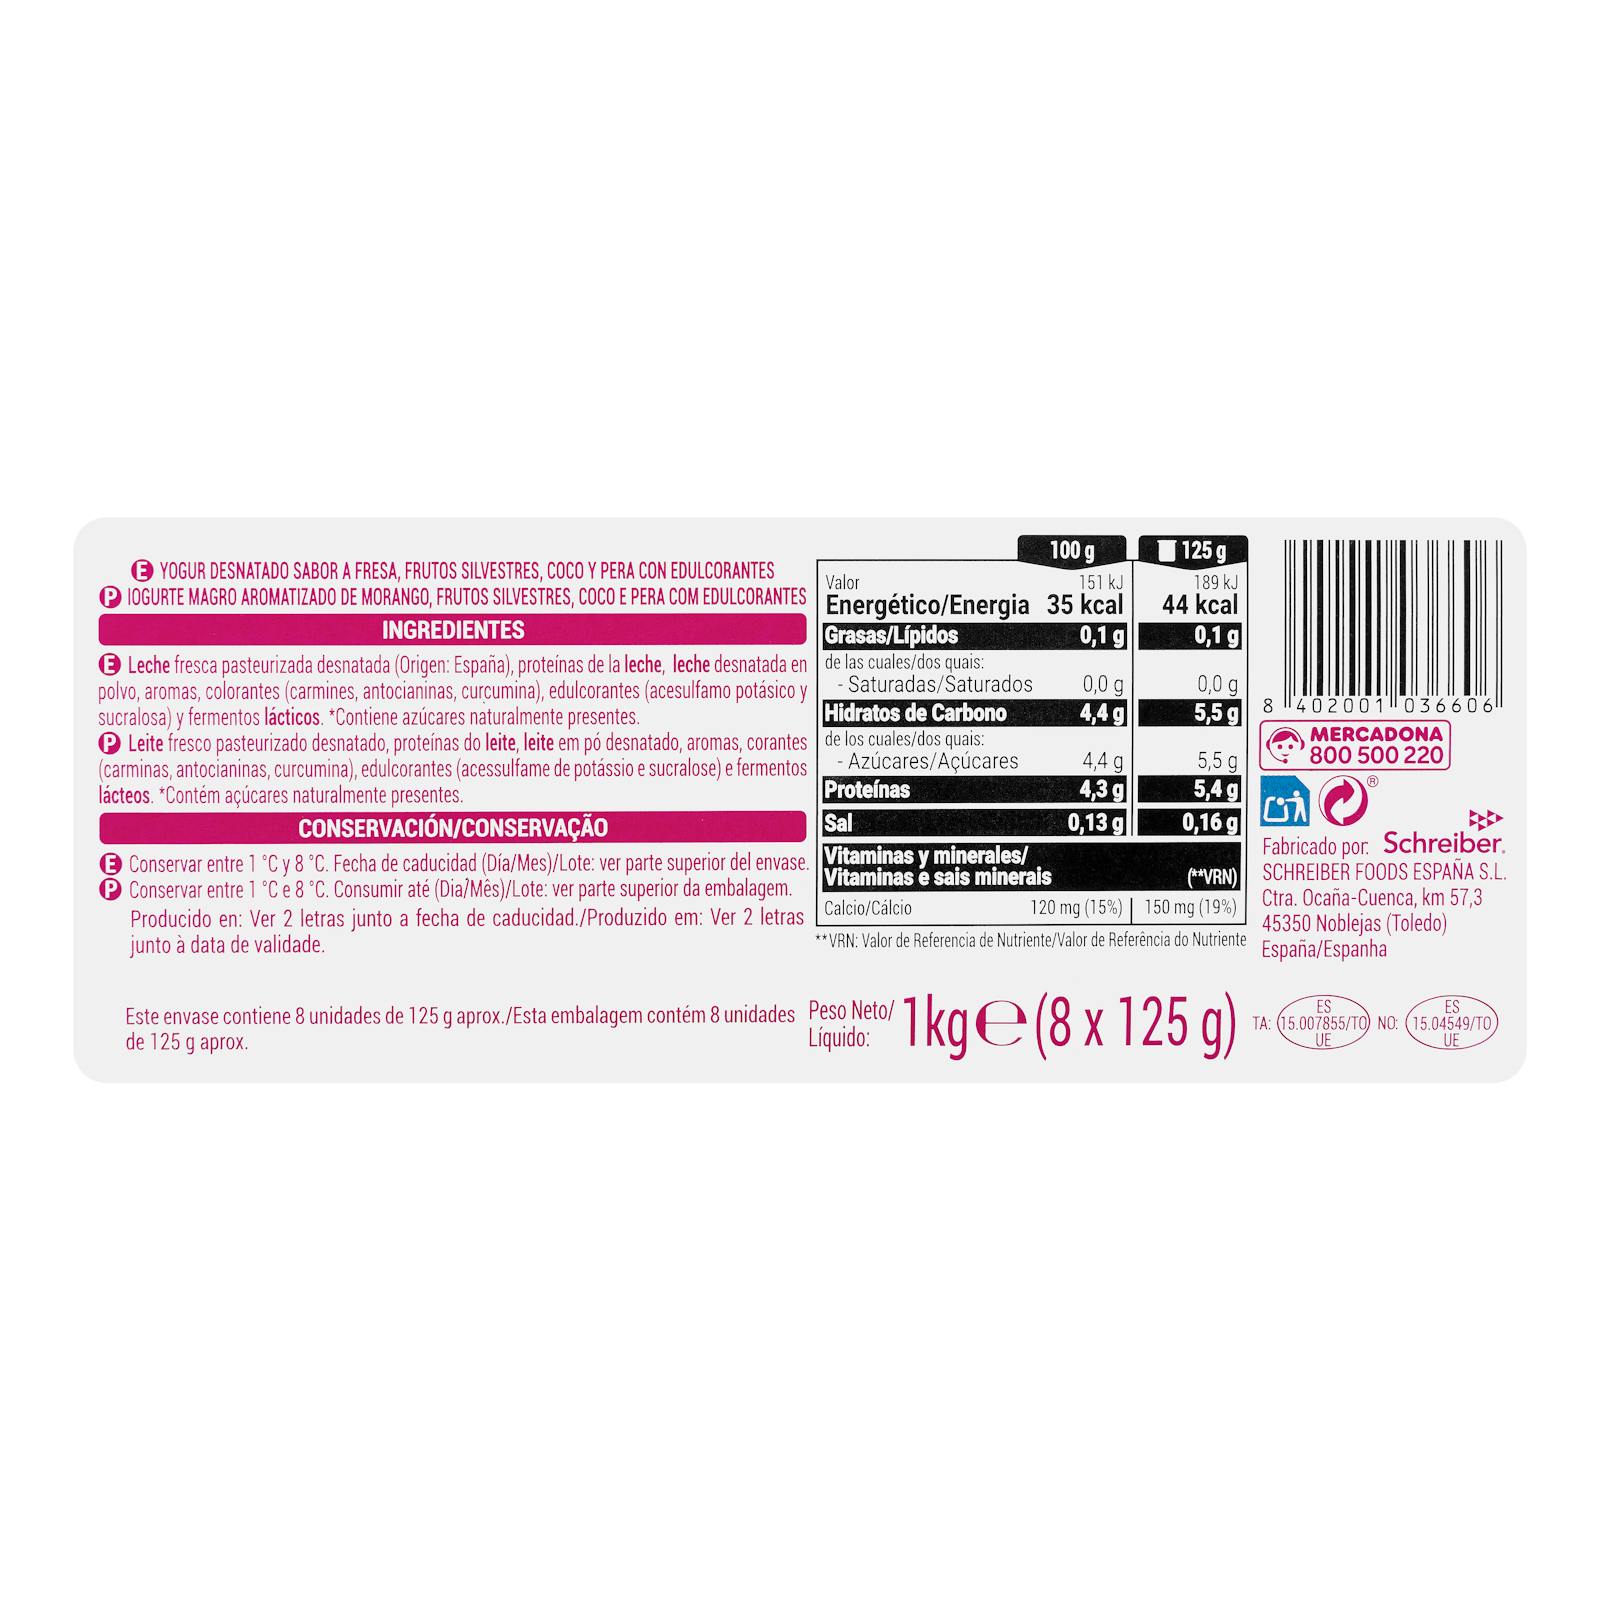 E YOGUR DESNATADO SABOR A FRESA, FRUTOS SILVESTRES, COCO Y PERA CON EDULCORANTES
P IOGURTE MAGRO AROMATIZADO DE MORANGO, FRUTOS SILVESTRES, COCO E PERA COM EDULCORANTES
INGREDIENTES
E Leche fresca pasteurizada desnatada (Origen: España), proteínas de la leche, leche desnatada en
polvo, aromas, colorantes (carmines, antocianinas, curcumina), edulcorantes (acesulfamo potásico y
sucralosa) y fermentos lácticos. *Contiene azúcares naturalmente presentes.
P Leite fresco pasteurizado desnatado, proteínas do leite, leite em pó desnatado, aromas, corantes
(carminas, antocianinas, curcumina), edulcorantes (acessulfame de potássio e sucralose) e fermentos
lácteos. *Contém açúcares naturalmente presentes.
CONSERVACIÓN/CONSERVAÇÃO
E Conservar entre 1 °C y 8 °C. Fecha de caducidad (Día/Mes)/Lote: ver parte superior del envase.
P Conservar entre 1 °C e 8 °C. Consumir até (Dia/Mês)/Lote: ver parte superior da embalagem.
Producido en: Ver 2 letras junto a fecha de caducidad./Produzido em: Ver 2 letras
junto à data de validade.
Este envase contiene 8 unidades de 125 g aprox./Esta embalagem contém 8 unidades
de 125 g aprox.
100 g 125 g
Valor 151 kJ 189 kJ
Energético/Energia 35 kcal 44 kcal
Grasas/Lípidos 0,1 g 0,1 g
de las cuales/dos quais:
- Saturadas/Saturados 0,0 g 0,0 g
Hidratos de Carbono 4,4 g 5,5 g
de los cuales/dos quais:
- Azúcares/Açúcares 4,4 g 5,5 g
Proteínas 4,3 g 5,4 g
Sal 0,13 g 0,16 g
Vitaminas y minerales/
Vitaminas e sais minerais (**VRN)
Calcio/Cálcio 120 mg (15%) 150 mg (19%)
**VRN: Valor de Referencia de Nutriente/Valor de Referência do Nutriente
Peso Neto/
Líquido: 1kg e (8 x 125 g)
8 402001 036606
MERCADONA
800 500 220
®
Fabricado por: Schreiber.
SCHREIBER FOODS ESPAÑA S.L.
Ctra. Ocaña-Cuenca, km 57,3
45350 Noblejas (Toledo)
España/Espanha
TA: ES 15.007855/TO UE NO: ES 15.04549/TO UE